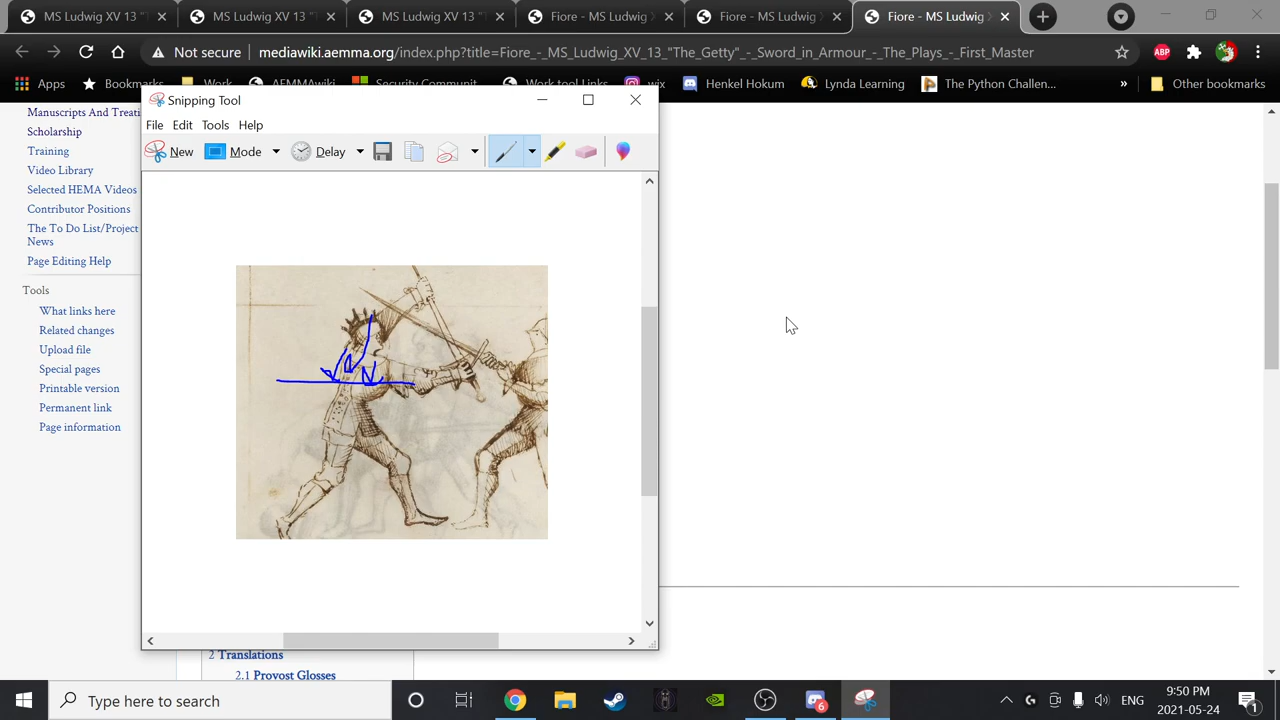 MS Ludwig XV 13 "
MS Ludwig XV 13 "
MS Ludwig XV 13 "
Fiore - MS Ludwig
Fiore - MS Ludwig
Fiore - MS Ludwig
Not secure mediawiki.aemma.org/index.php?title=Fiore_-_MS_Ludwig_XV_13_"The_Getty"_-_Sword_in_Armour_-_The_Plays_-_First_Master
ABP
Apps Bookmark Work AEMMAwiki Security Communit Work tool Links wix Henkel Hokum Lynda Learning The Python Challen... » Other bookmarks
Manuscripts And Treati
Scholarship
Training
Video Library
Selected HEMA Videos
Contributor Positions
The To Do List/Project
News
Page Editing Help
Tools
What links here
Related changes
Upload file
Special pages
Printable version
Permanent link
Page information
Snipping Tool
File Edit Tools Help
New Mode Delay
2 Translations
2.1 Provost Glosses
Type here to search
6
ENG
9:50 PM
2021-05-24
1